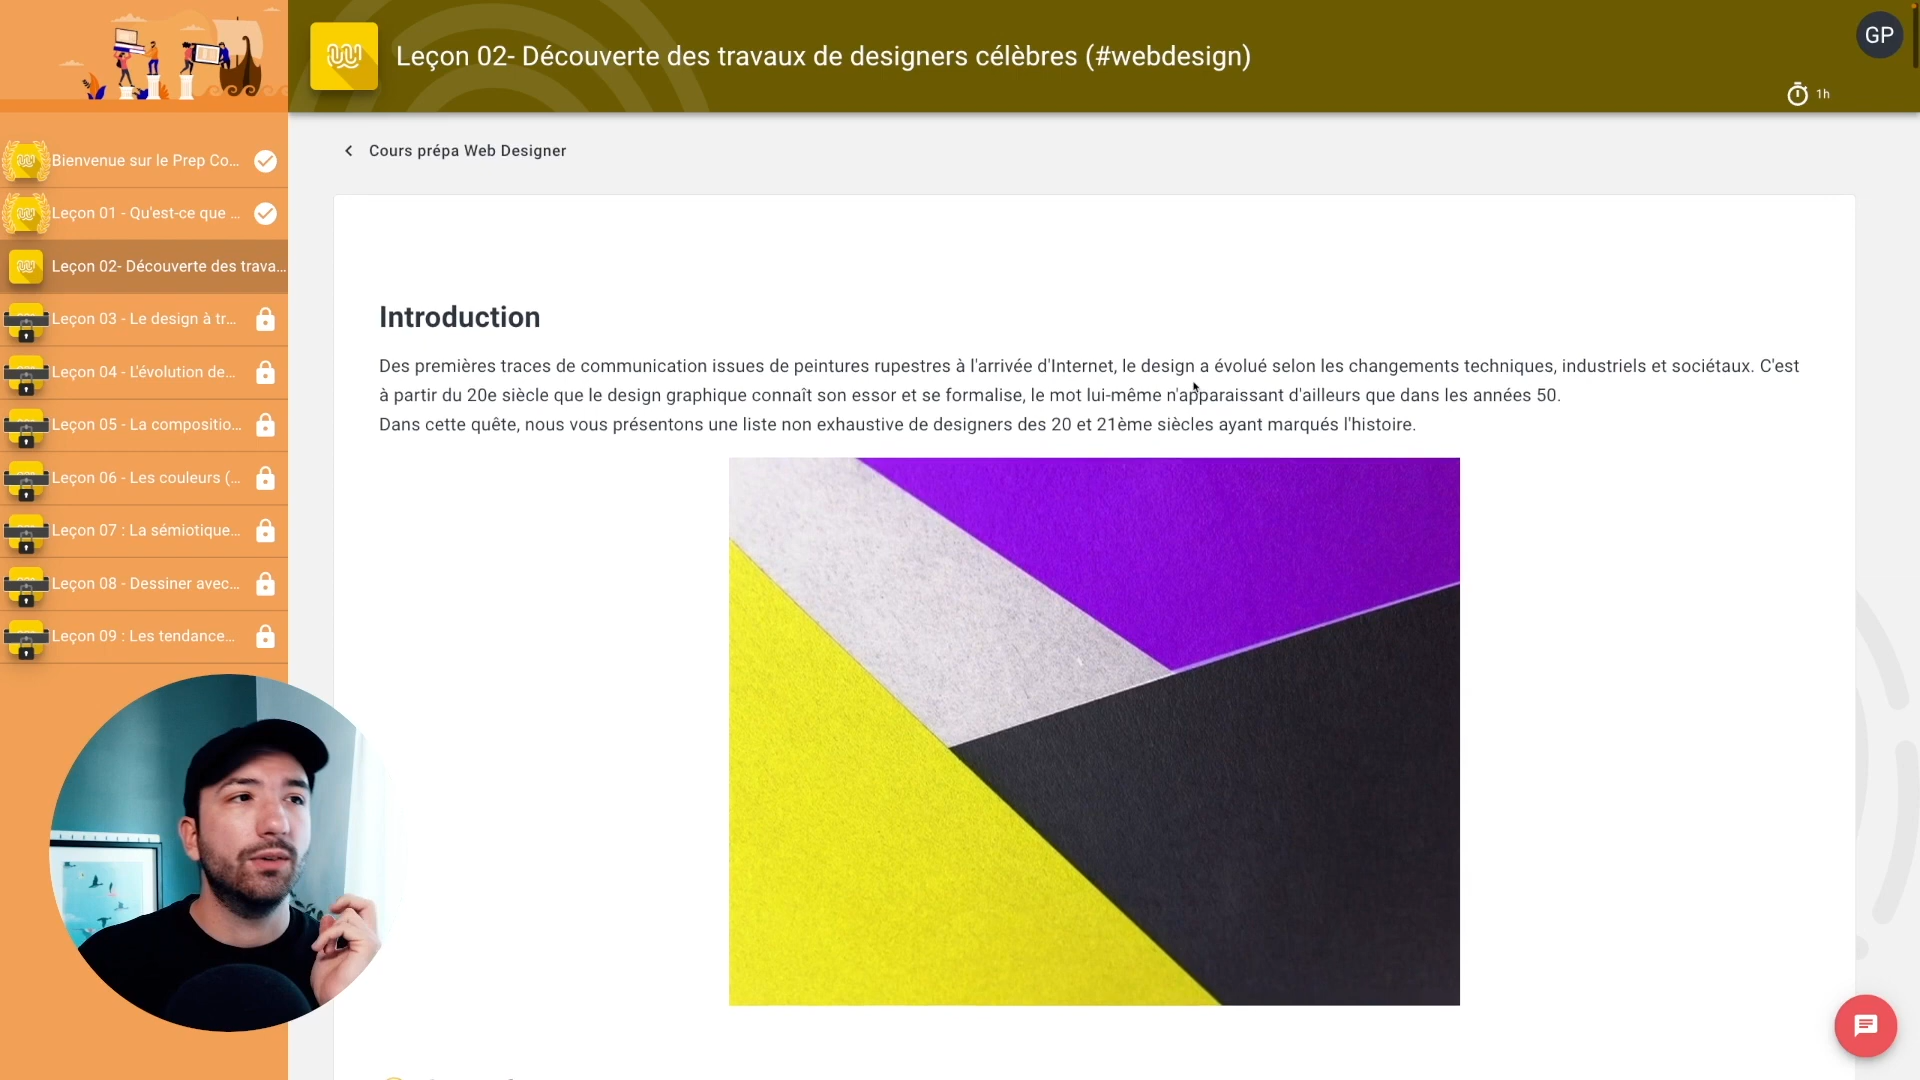 Leçon 02- Découverte des travaux de designers célèbres (#webdesign)
GP
1h
Bienvenue sur le Prep Co...
Leçon 01 - Qu'est-ce que ...
Leçon 02- Découverte des trava...
Leçon 03 - Le design à tr...
Leçon 04 - L'évolution de...
Leçon 05 - La compositio...
Leçon 06 - Les couleurs (...
Leçon 07 : La sémiotique...
Leçon 08 - Dessiner avec...
Leçon 09 : Les tendance...
Cours prépa Web Designer
Introduction
Des premières traces de communication issues de peintures rupestres à l'arrivée d'Internet, le design a évolué selon les changements techniques, industriels et sociétaux. C'est
à partir du 20e siècle que le design graphique connaît son essor et se formalise, le mot lui-même n'apparaissant d'ailleurs que dans les années 50.
Dans cette quête, nous vous présentons une liste non exhaustive de designers des 20 et 21ème siècles ayant marqués l'histoire.